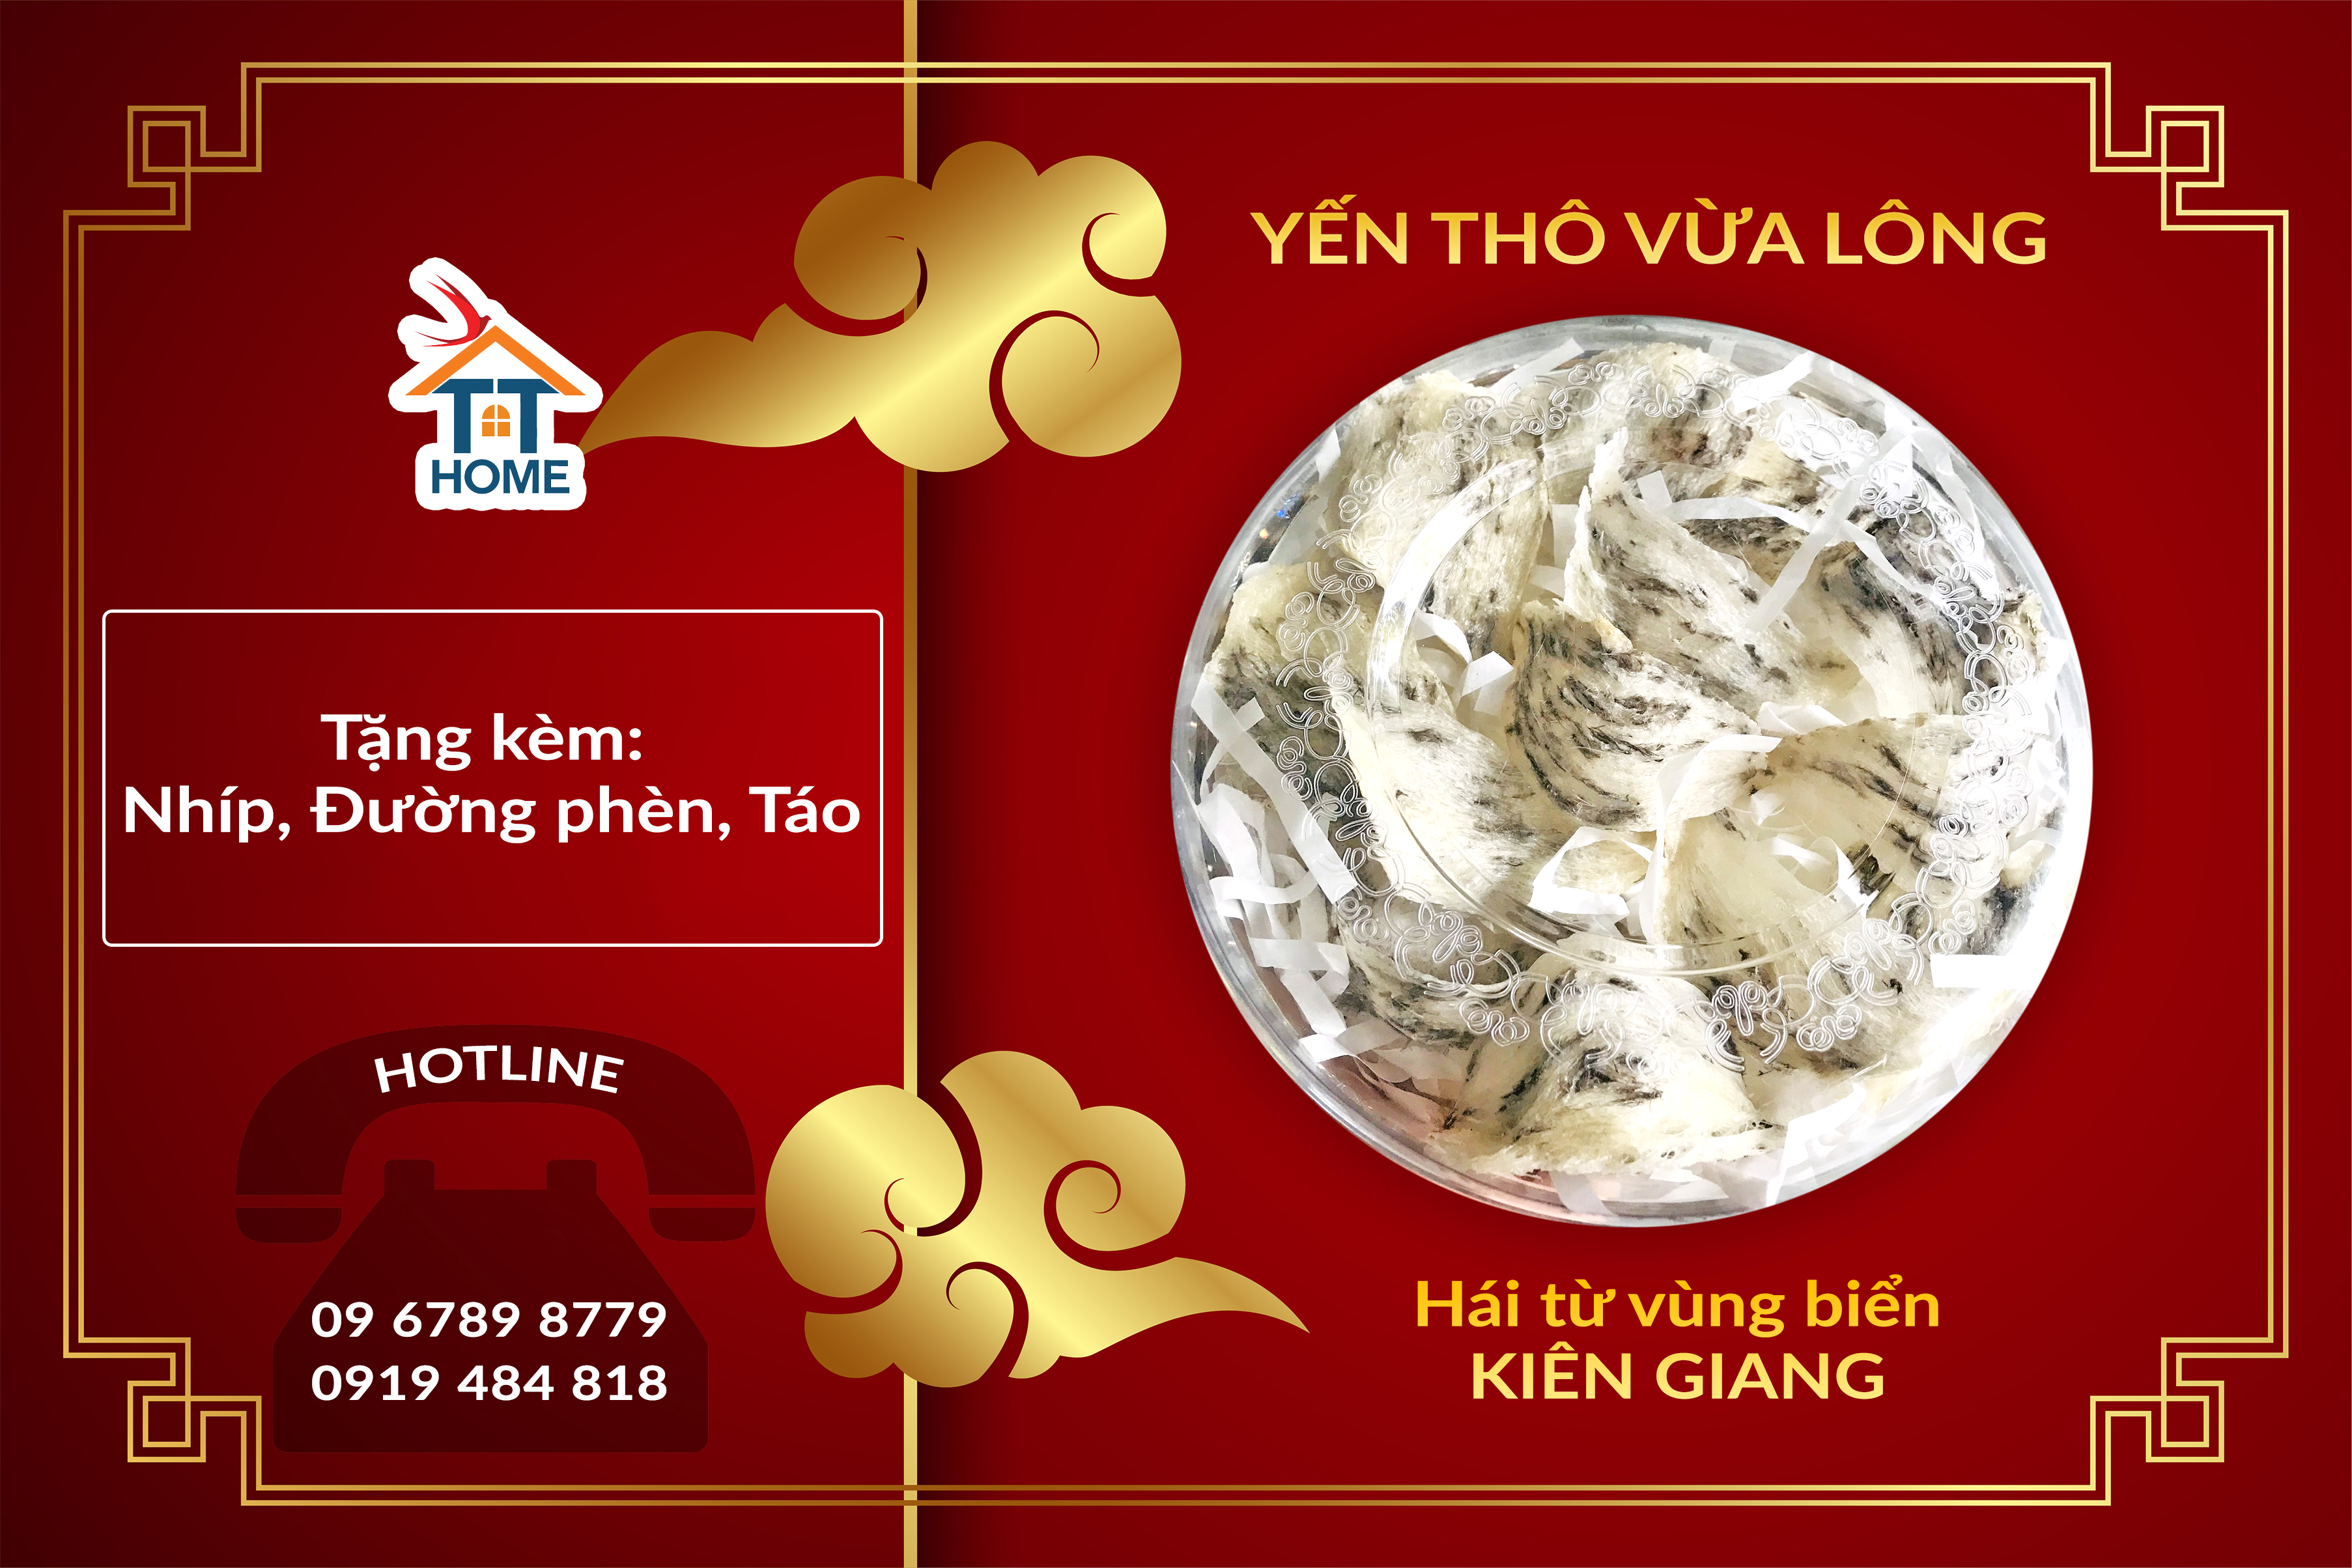 TT
HOME
Tặng kèm:
Nhíp, Đường phèn, Táo
HOTLINE
09 6789 8779
0919 484 818
YẾN THÔ VỪA LÔNG
Hái từ vùng biển
KIÊN GIANG